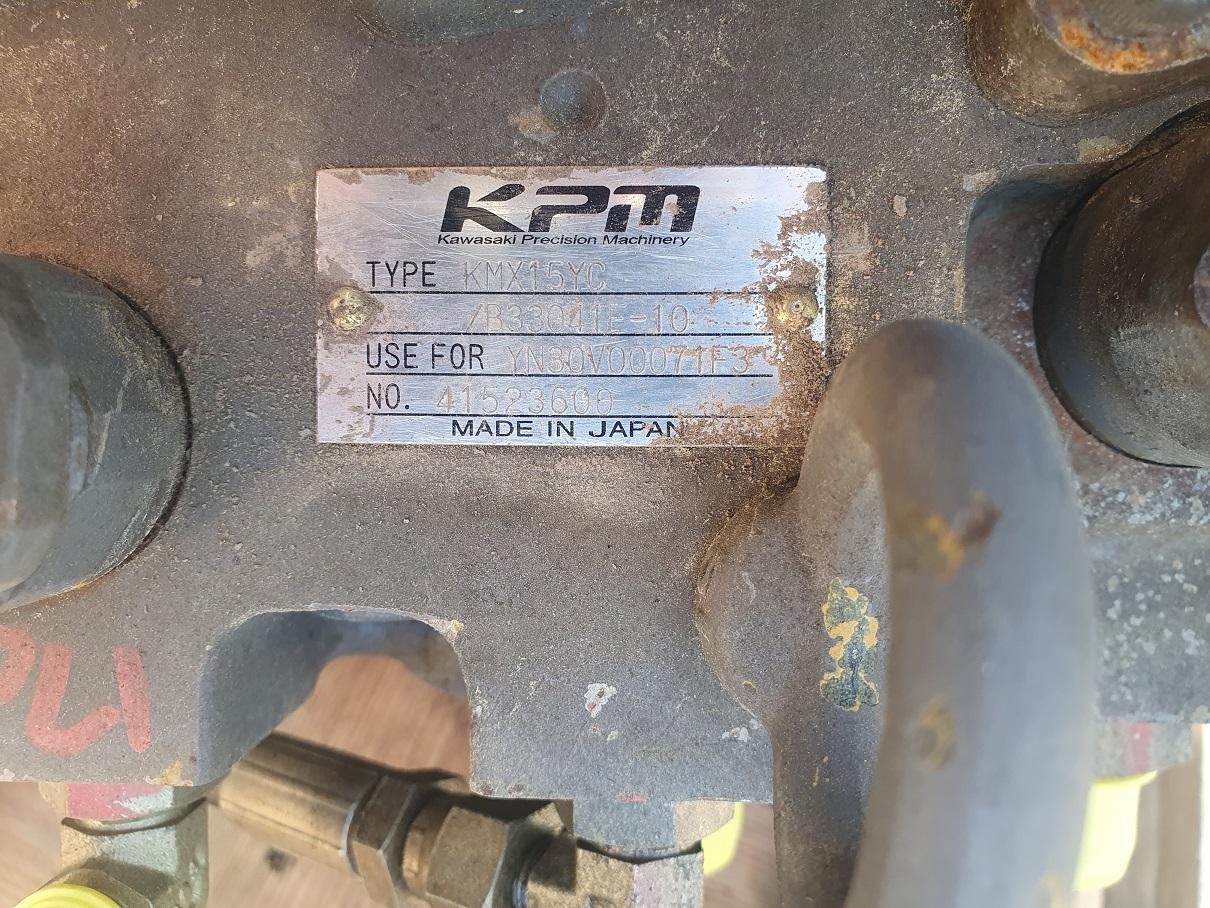 KPM
Kawasaki Precision Machinery
TYPE KMX15YC
/B33041E-10
USE FOR YN30V00071F3
NO. 41523600
MADE IN JAPAN